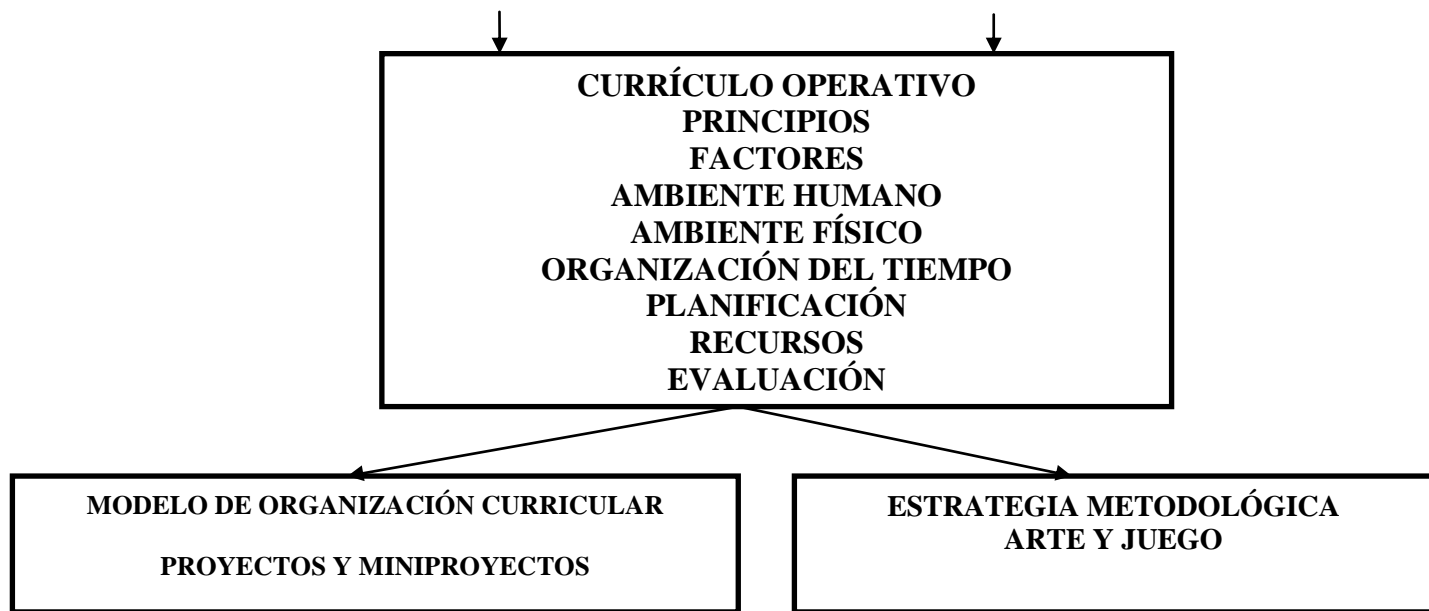 CURRÍCULO OPERATIVO
PRINCIPIOS
FACTORES
AMBIENTE HUMANO
AMBIENTE FÍSICO
ORGANIZACIÓN DEL TIEMPO
PLANIFICACIÓN
RECURSOS
EVALUACIÓN
MODELO DE ORGANIZACIÓN CURRICULAR
PROYECTOS Y MINIPROYECTOS
ESTRATEGIA METODOLÓGICA
ARTE Y JUEGO